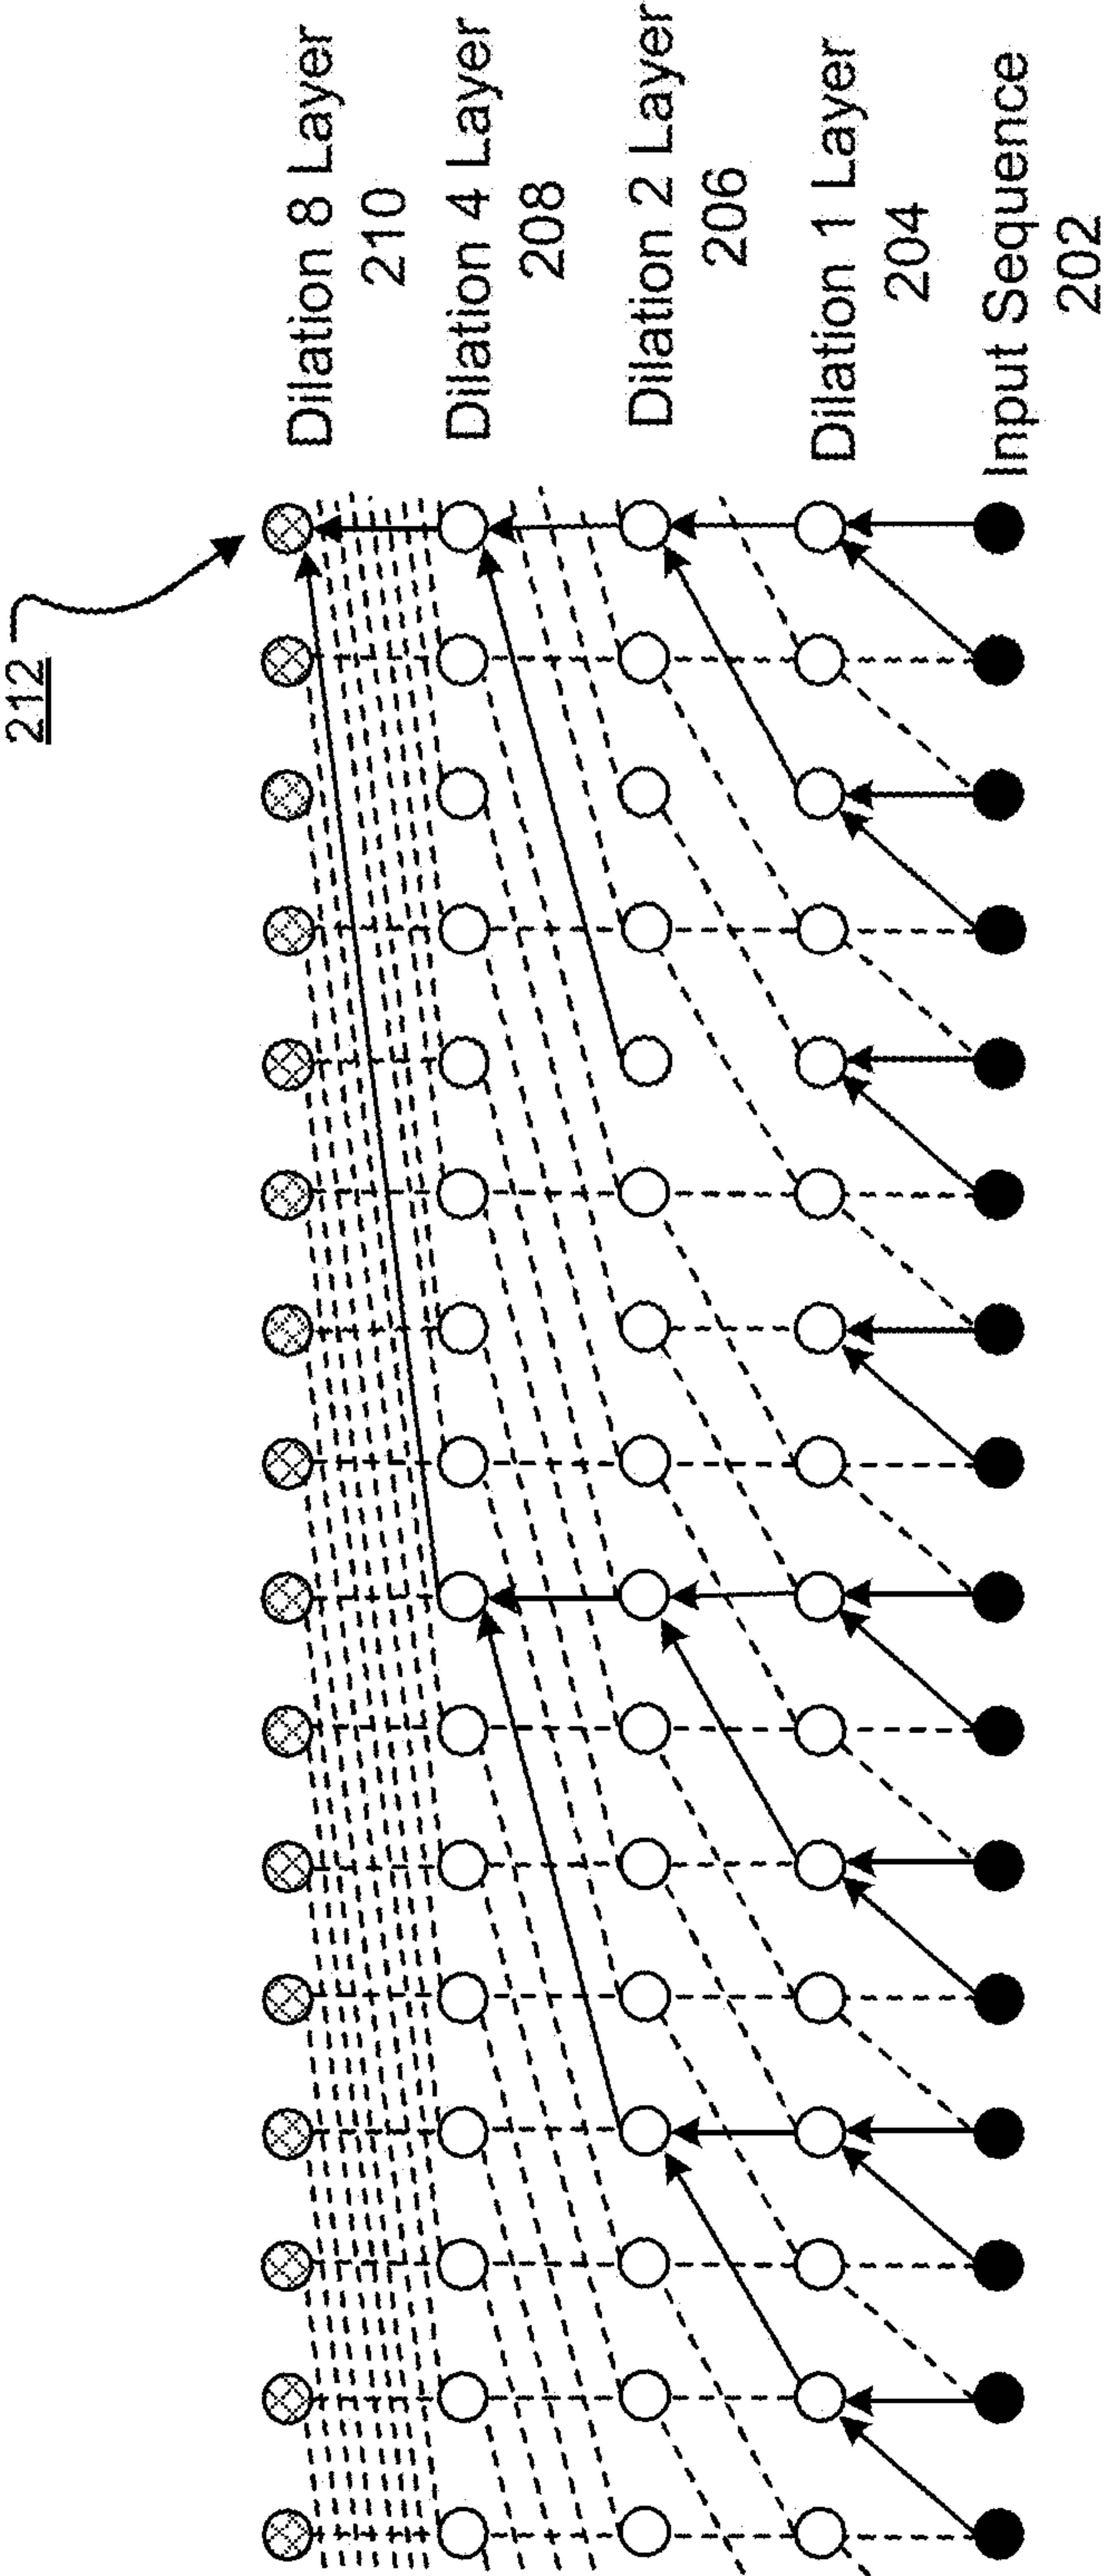 212
Dilation 8 Layer
210
Dilation 4 Layer
208
Dilation 2 Layer
206
Dilation 1 Layer
204
Input Sequence
202